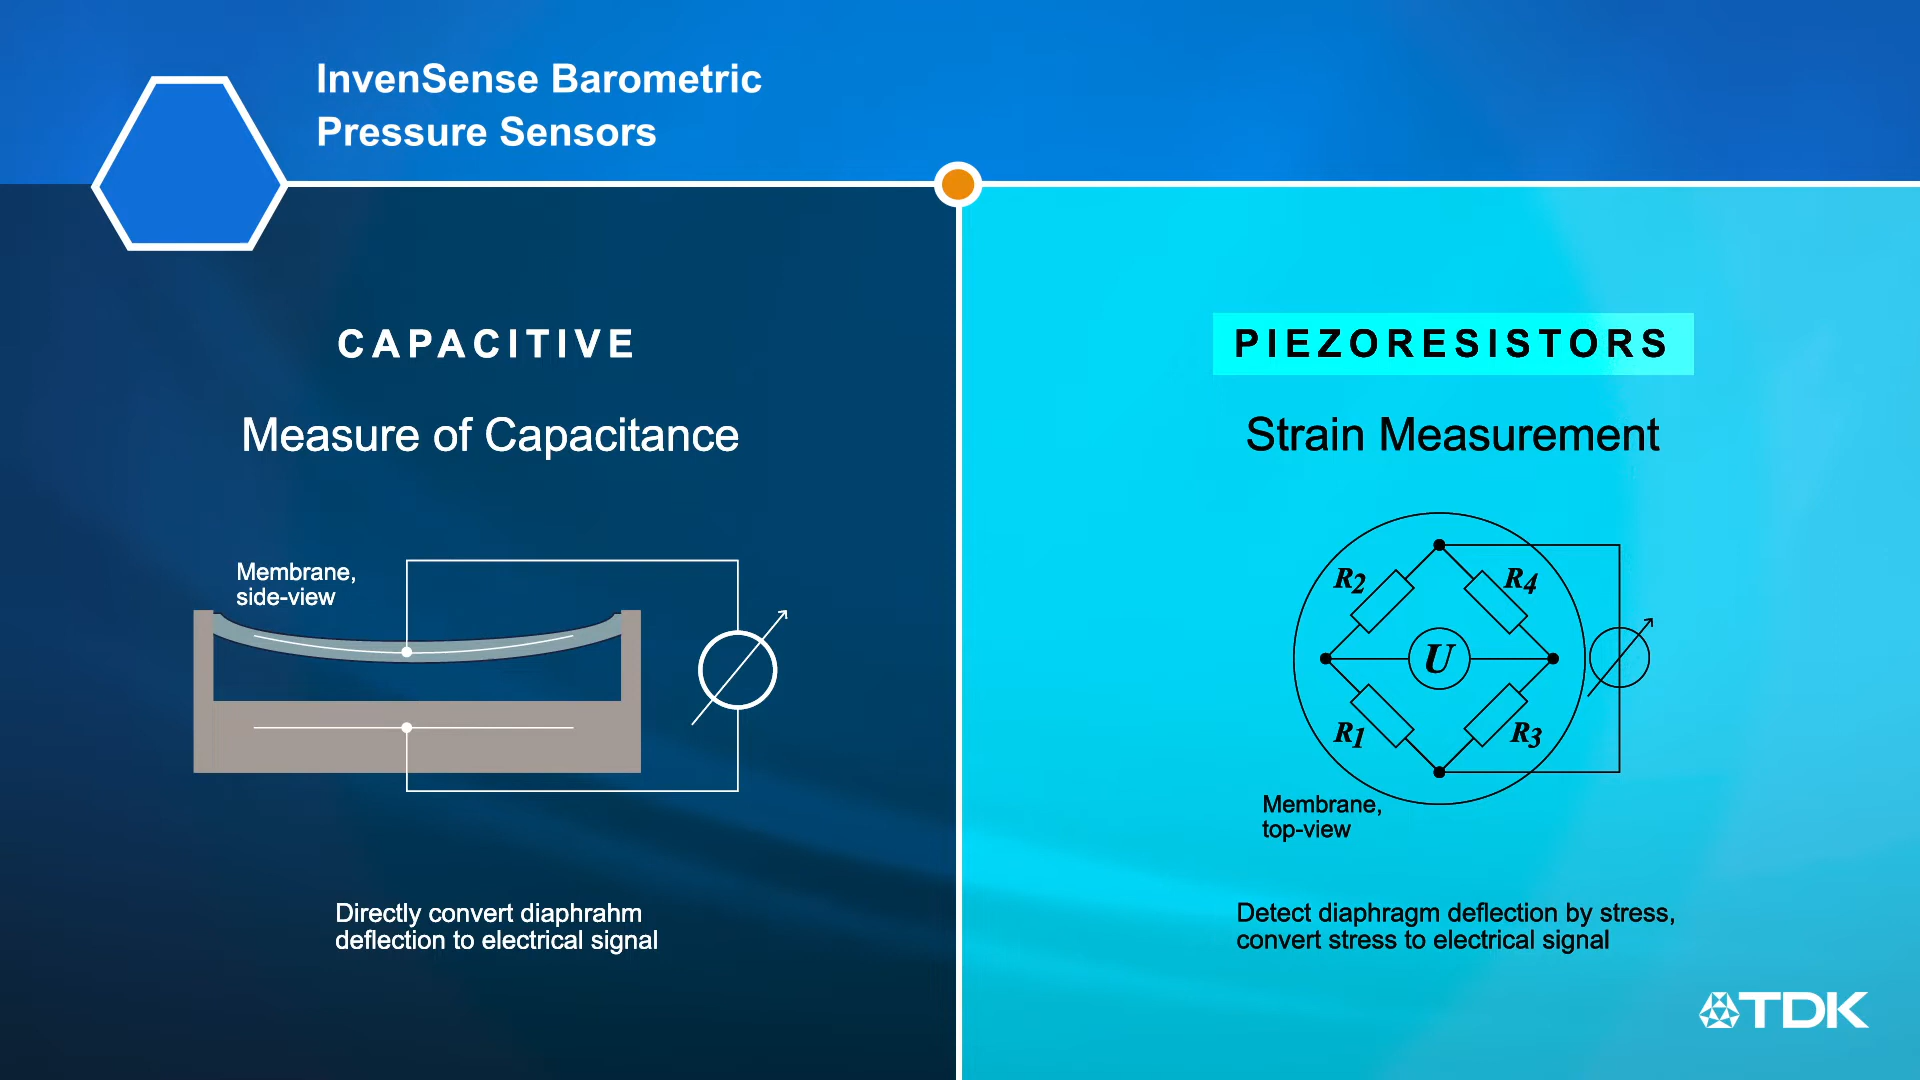 InvenSense Barometric
Pressure Sensors
CAPACITIVE
Measure of Capacitance
Membrane,
side-view
Directly convert diaphrahm
deflection to electrical signal
PIEZORESISTORS
Strain Measurement
R2
R4
U
R1
R3
Membrane,
top-view
Detect diaphragm deflection by stress,
convert stress to electrical signal
TDK